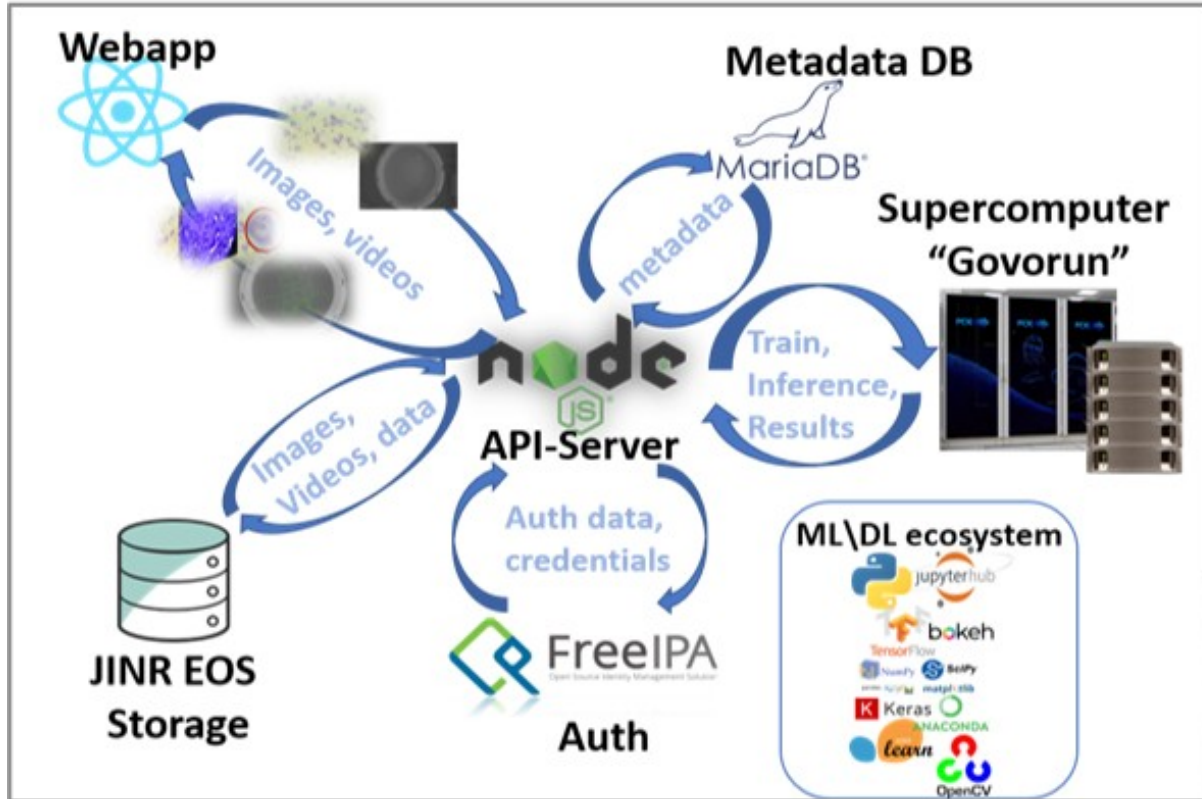 Webapp
Images, videos
Metadata DB
MariaDB®
metadata
Supercomputer
“Govorun”
Train,
Inference,
Results
node
JS®
API-Server
Images,
Videos, data
JINR EOS
Storage
Auth data,
credentials
FreeIPA
Open Source Identity Management Solution
Auth
ML\DL ecosystem
jupyterhub
TensorFlow
bokeh
NumPy
SciPy
matplotlib
K Keras
ANACONDA
learn
OpenCV